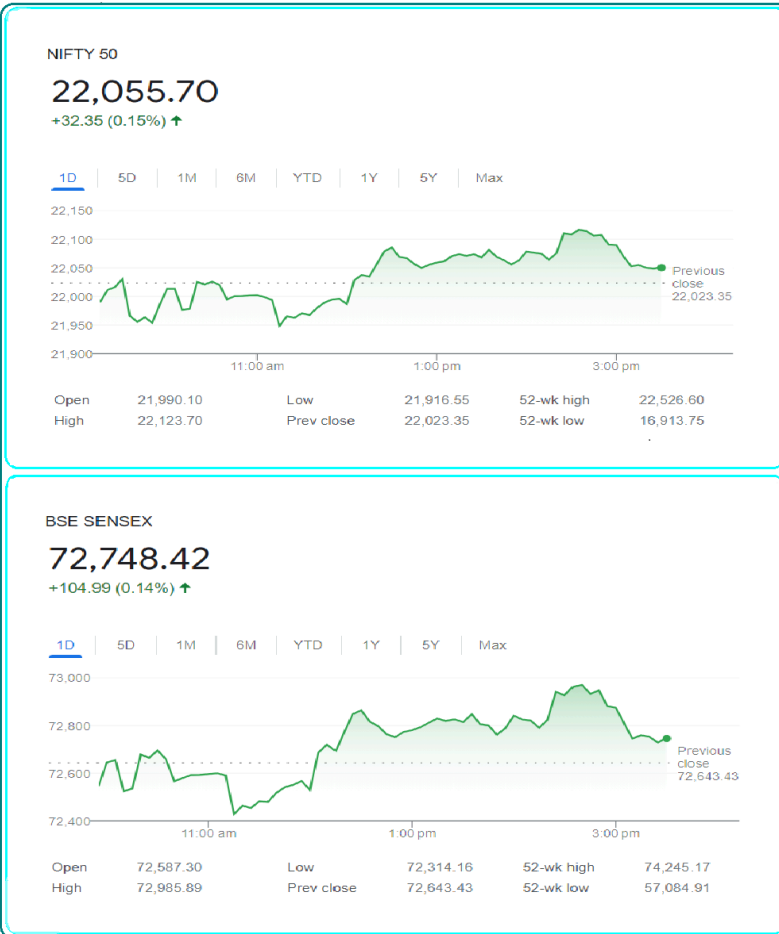 NIFTY 50
22,055.70
+32.35 (0.15%) ↑
1D 5D 1M 6M YTD 1Y 5Y Max
22,150
22,100
22,050
22,000
21,950
21,900
Previous
close
22,023.35
11:00 am 1:00 pm 3:00 pm
Open 21,990.10 Low 21,916.55 52-wk high 22,526.60
High 22,123.70 Prev close 22,023.35 52-wk low 16,913.75
BSE SENSEX
72,748.42
+104.99 (0.14%) ↑
1D 5D 1M 6M YTD 1Y 5Y Max
73,000
72,800
72,600
72,400
Previous
close
72,643.43
11:00 am 1:00 pm 3:00 pm
Open 72,587.30 Low 72,314.16 52-wk high 74,245.17
High 72,985.89 Prev close 72,643.43 52-wk low 57,084.91